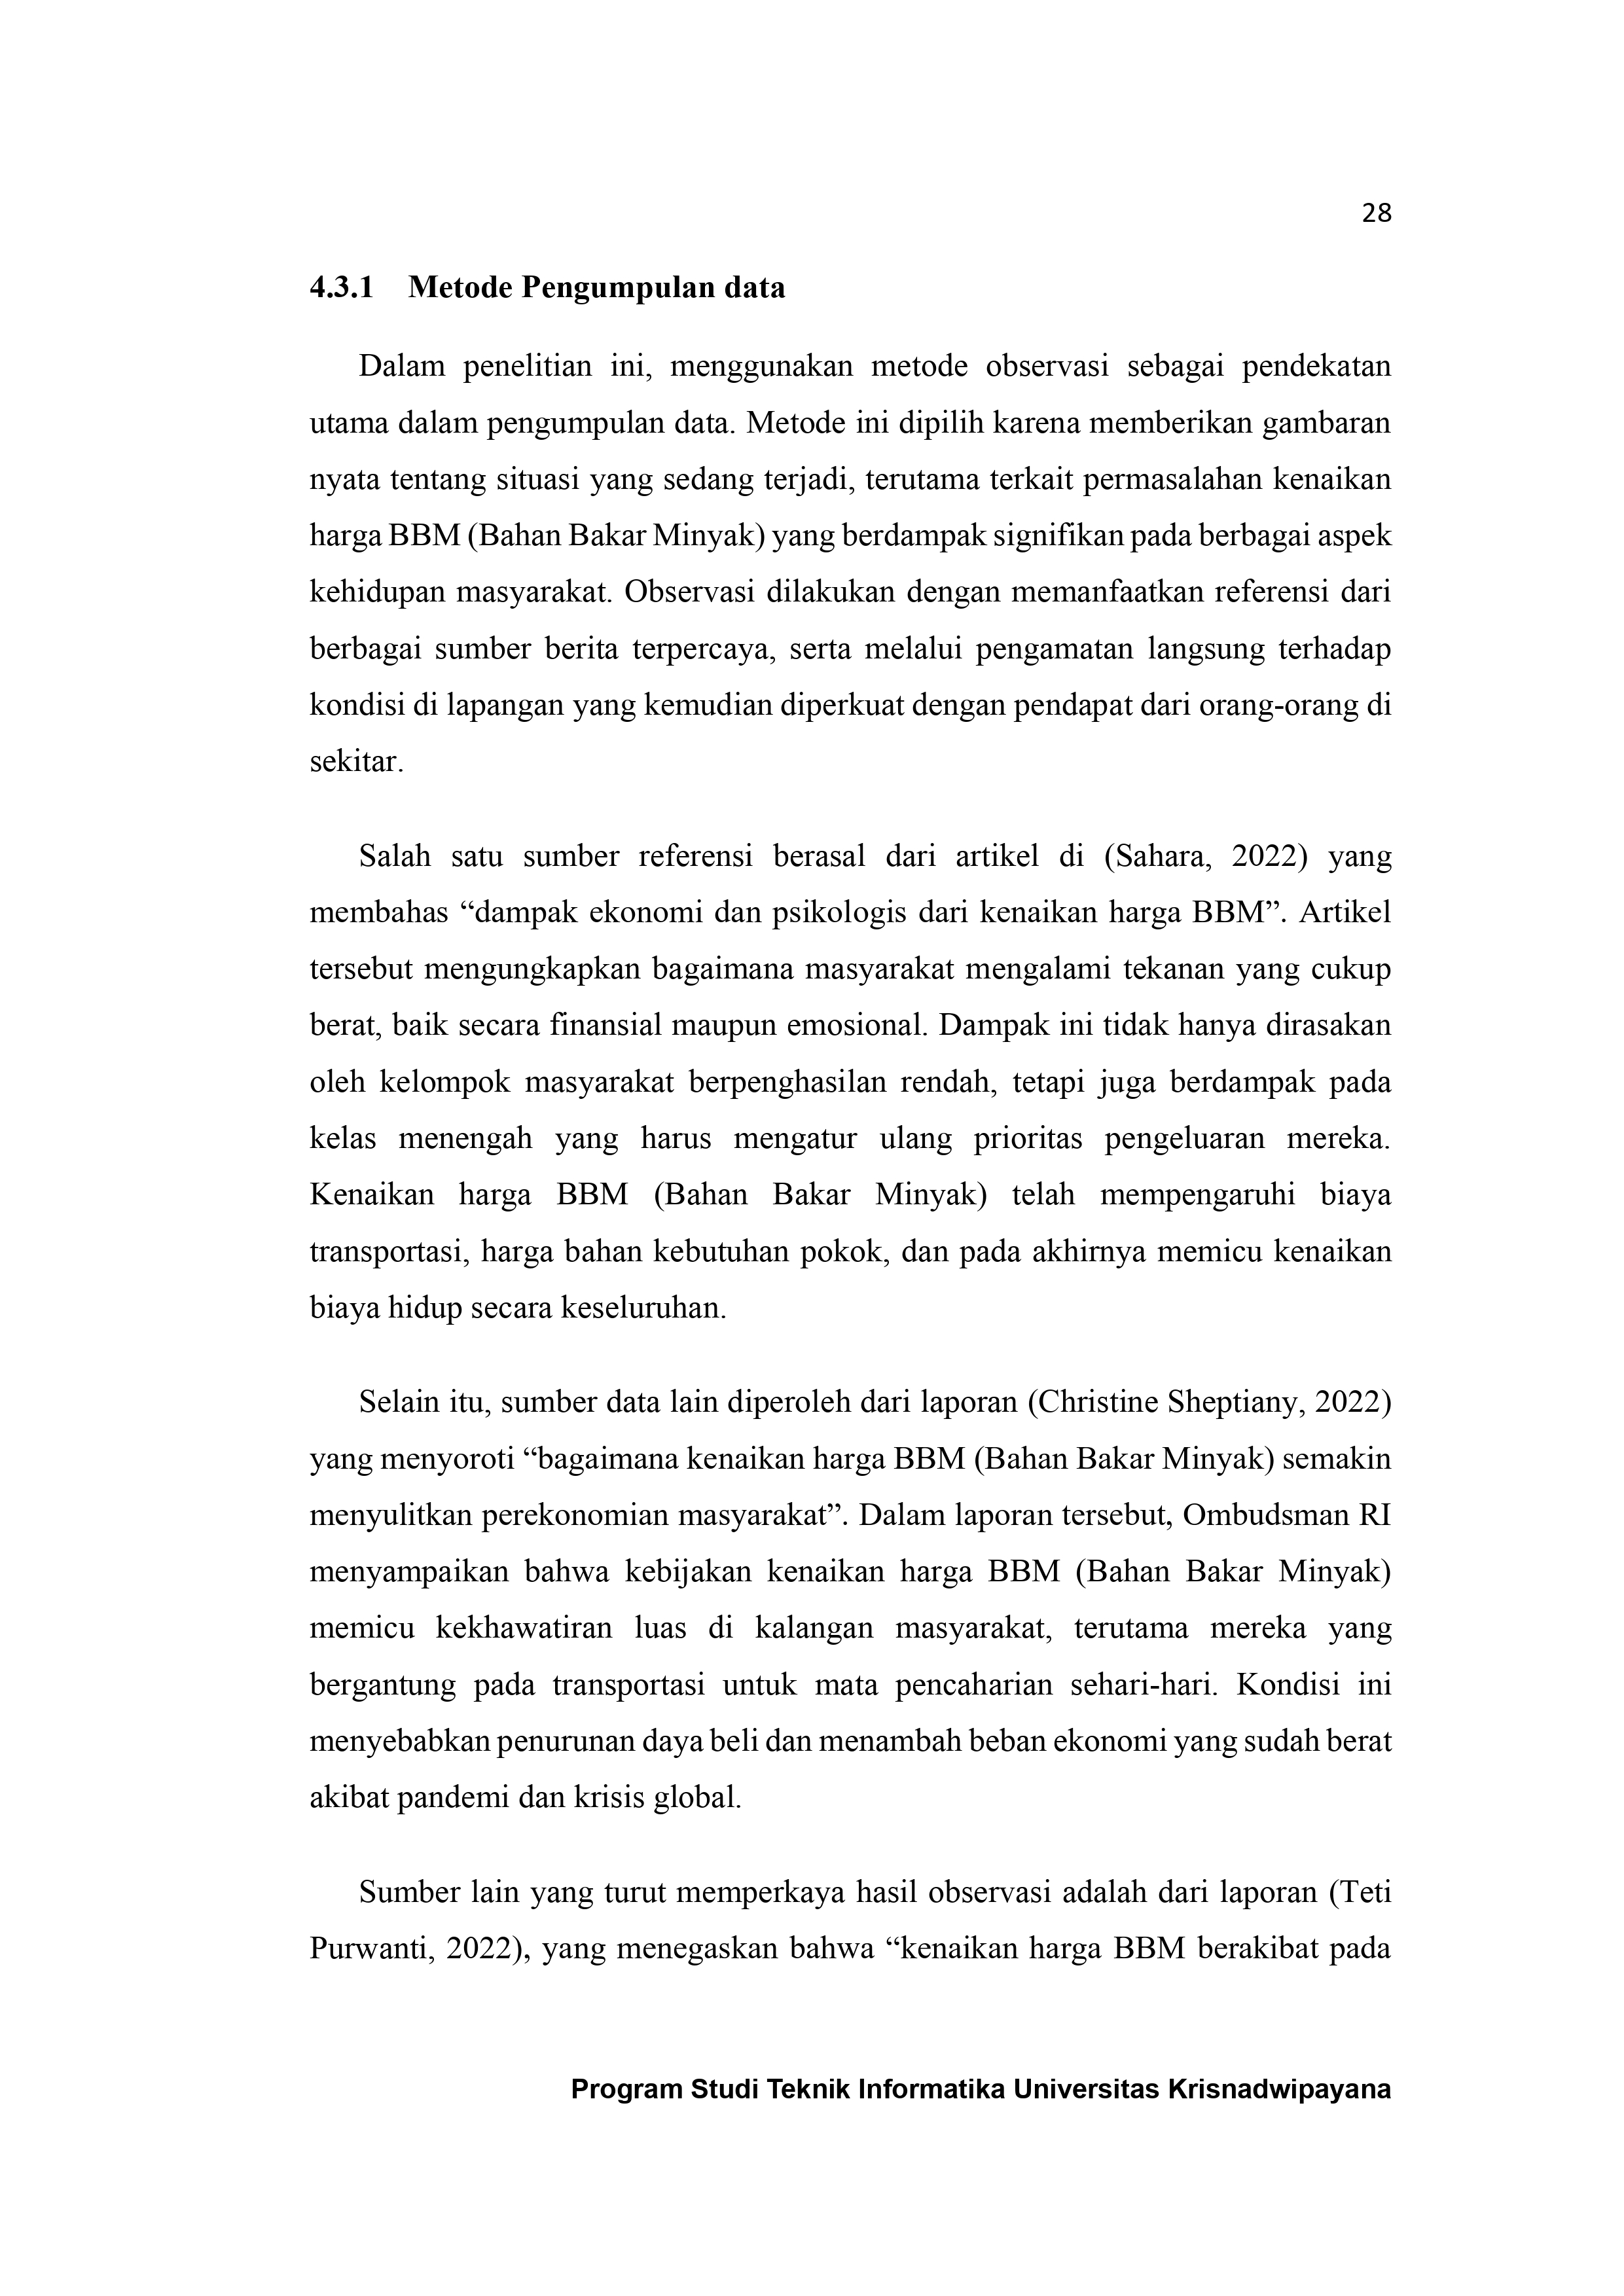 28
4.3.1 Metode Pengumpulan data
Dalam penelitian ini, menggunakan metode observasi sebagai pendekatan
utama dalam pengumpulan data. Metode ini dipilih karena memberikan gambaran
nyata tentang situasi yang sedang terjadi, terutama terkait permasalahan kenaikan
harga BBM (Bahan Bakar Minyak) yang berdampak signifikan pada berbagai aspek
kehidupan masyarakat. Observasi dilakukan dengan memanfaatkan referensi dari
berbagai sumber berita terpercaya, serta melalui pengamatan langsung terhadap
kondisi di lapangan yang kemudian diperkuat dengan pendapat dari orang-orang di
sekitar.
Salah satu sumber referensi berasal dari artikel di (Sahara, 2022) yang
membahas “dampak ekonomi dan psikologis dari kenaikan harga BBM”. Artikel
tersebut mengungkapkan bagaimana masyarakat mengalami tekanan yang cukup
berat, baik secara finansial maupun emosional. Dampak ini tidak hanya dirasakan
oleh kelompok masyarakat berpenghasilan rendah, tetapi juga berdampak pada
kelas menengah yang harus mengatur ulang prioritas pengeluaran mereka.
Kenaikan harga BBM (Bahan Bakar Minyak) telah mempengaruhi biaya
transportasi, harga bahan kebutuhan pokok, dan pada akhirnya memicu kenaikan
biaya hidup secara keseluruhan.
Selain itu, sumber data lain diperoleh dari laporan (Christine Sheptiany, 2022)
yang menyoroti “bagaimana kenaikan harga BBM (Bahan Bakar Minyak) semakin
menyulitkan perekonomian masyarakat”. Dalam laporan tersebut, Ombudsman RI
menyampaikan bahwa kebijakan kenaikan harga BBM (Bahan Bakar Minyak)
memicu kekhawatiran luas di kalangan masyarakat, terutama mereka yang
bergantung pada transportasi untuk mata pencaharian sehari-hari. Kondisi ini
menyebabkan penurunan daya beli dan menambah beban ekonomi yang sudah berat
akibat pandemi dan krisis global.
Sumber lain yang turut memperkaya hasil observasi adalah dari laporan (Teti
Purwanti, 2022), yang menegaskan bahwa “kenaikan harga BBM berakibat pada
Program Studi Teknik Informatika Universitas Krisnadwipayana